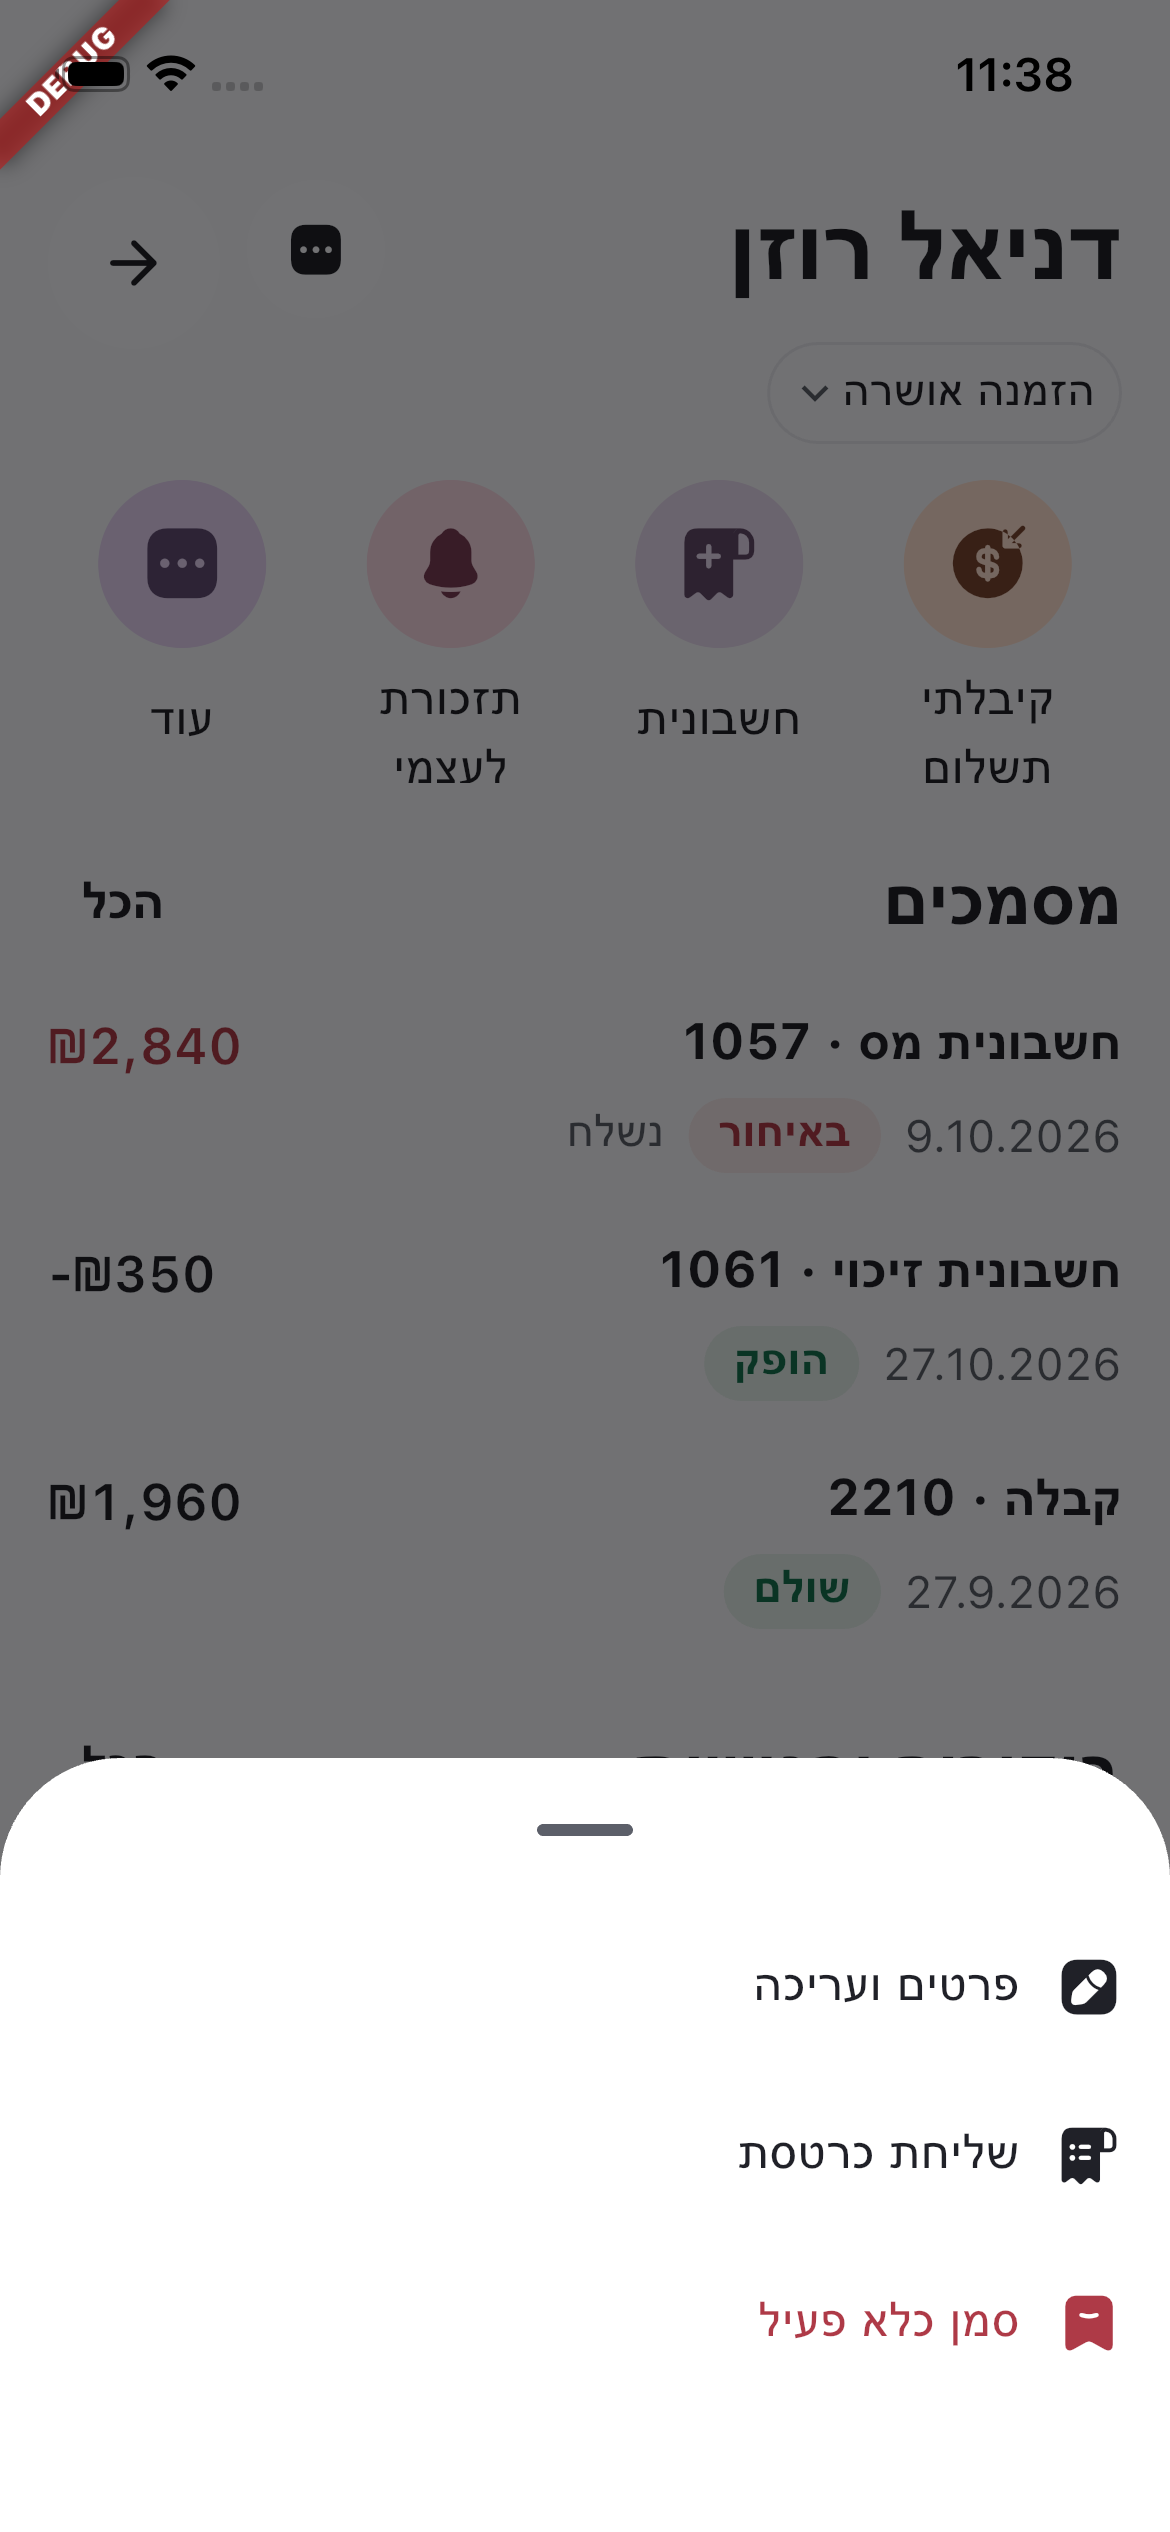 DEBUG
11:38
דניאל רוזן
הזמנה אושרה
קיבלתי תשלום
חשבונית
תזכורת לעצמי
עוד
מסמכים
הכל
חשבונית מס · 1057
₪2,840
9.10.2026 באיחור נשלח
חשבונית זיכוי · 1061
-₪350
27.10.2026 הופק
קבלה · 2210
₪1,960
27.9.2026 שולם
הכל
פרטים ועריכה
שליחת כרטסת
סמן כלא פעיל